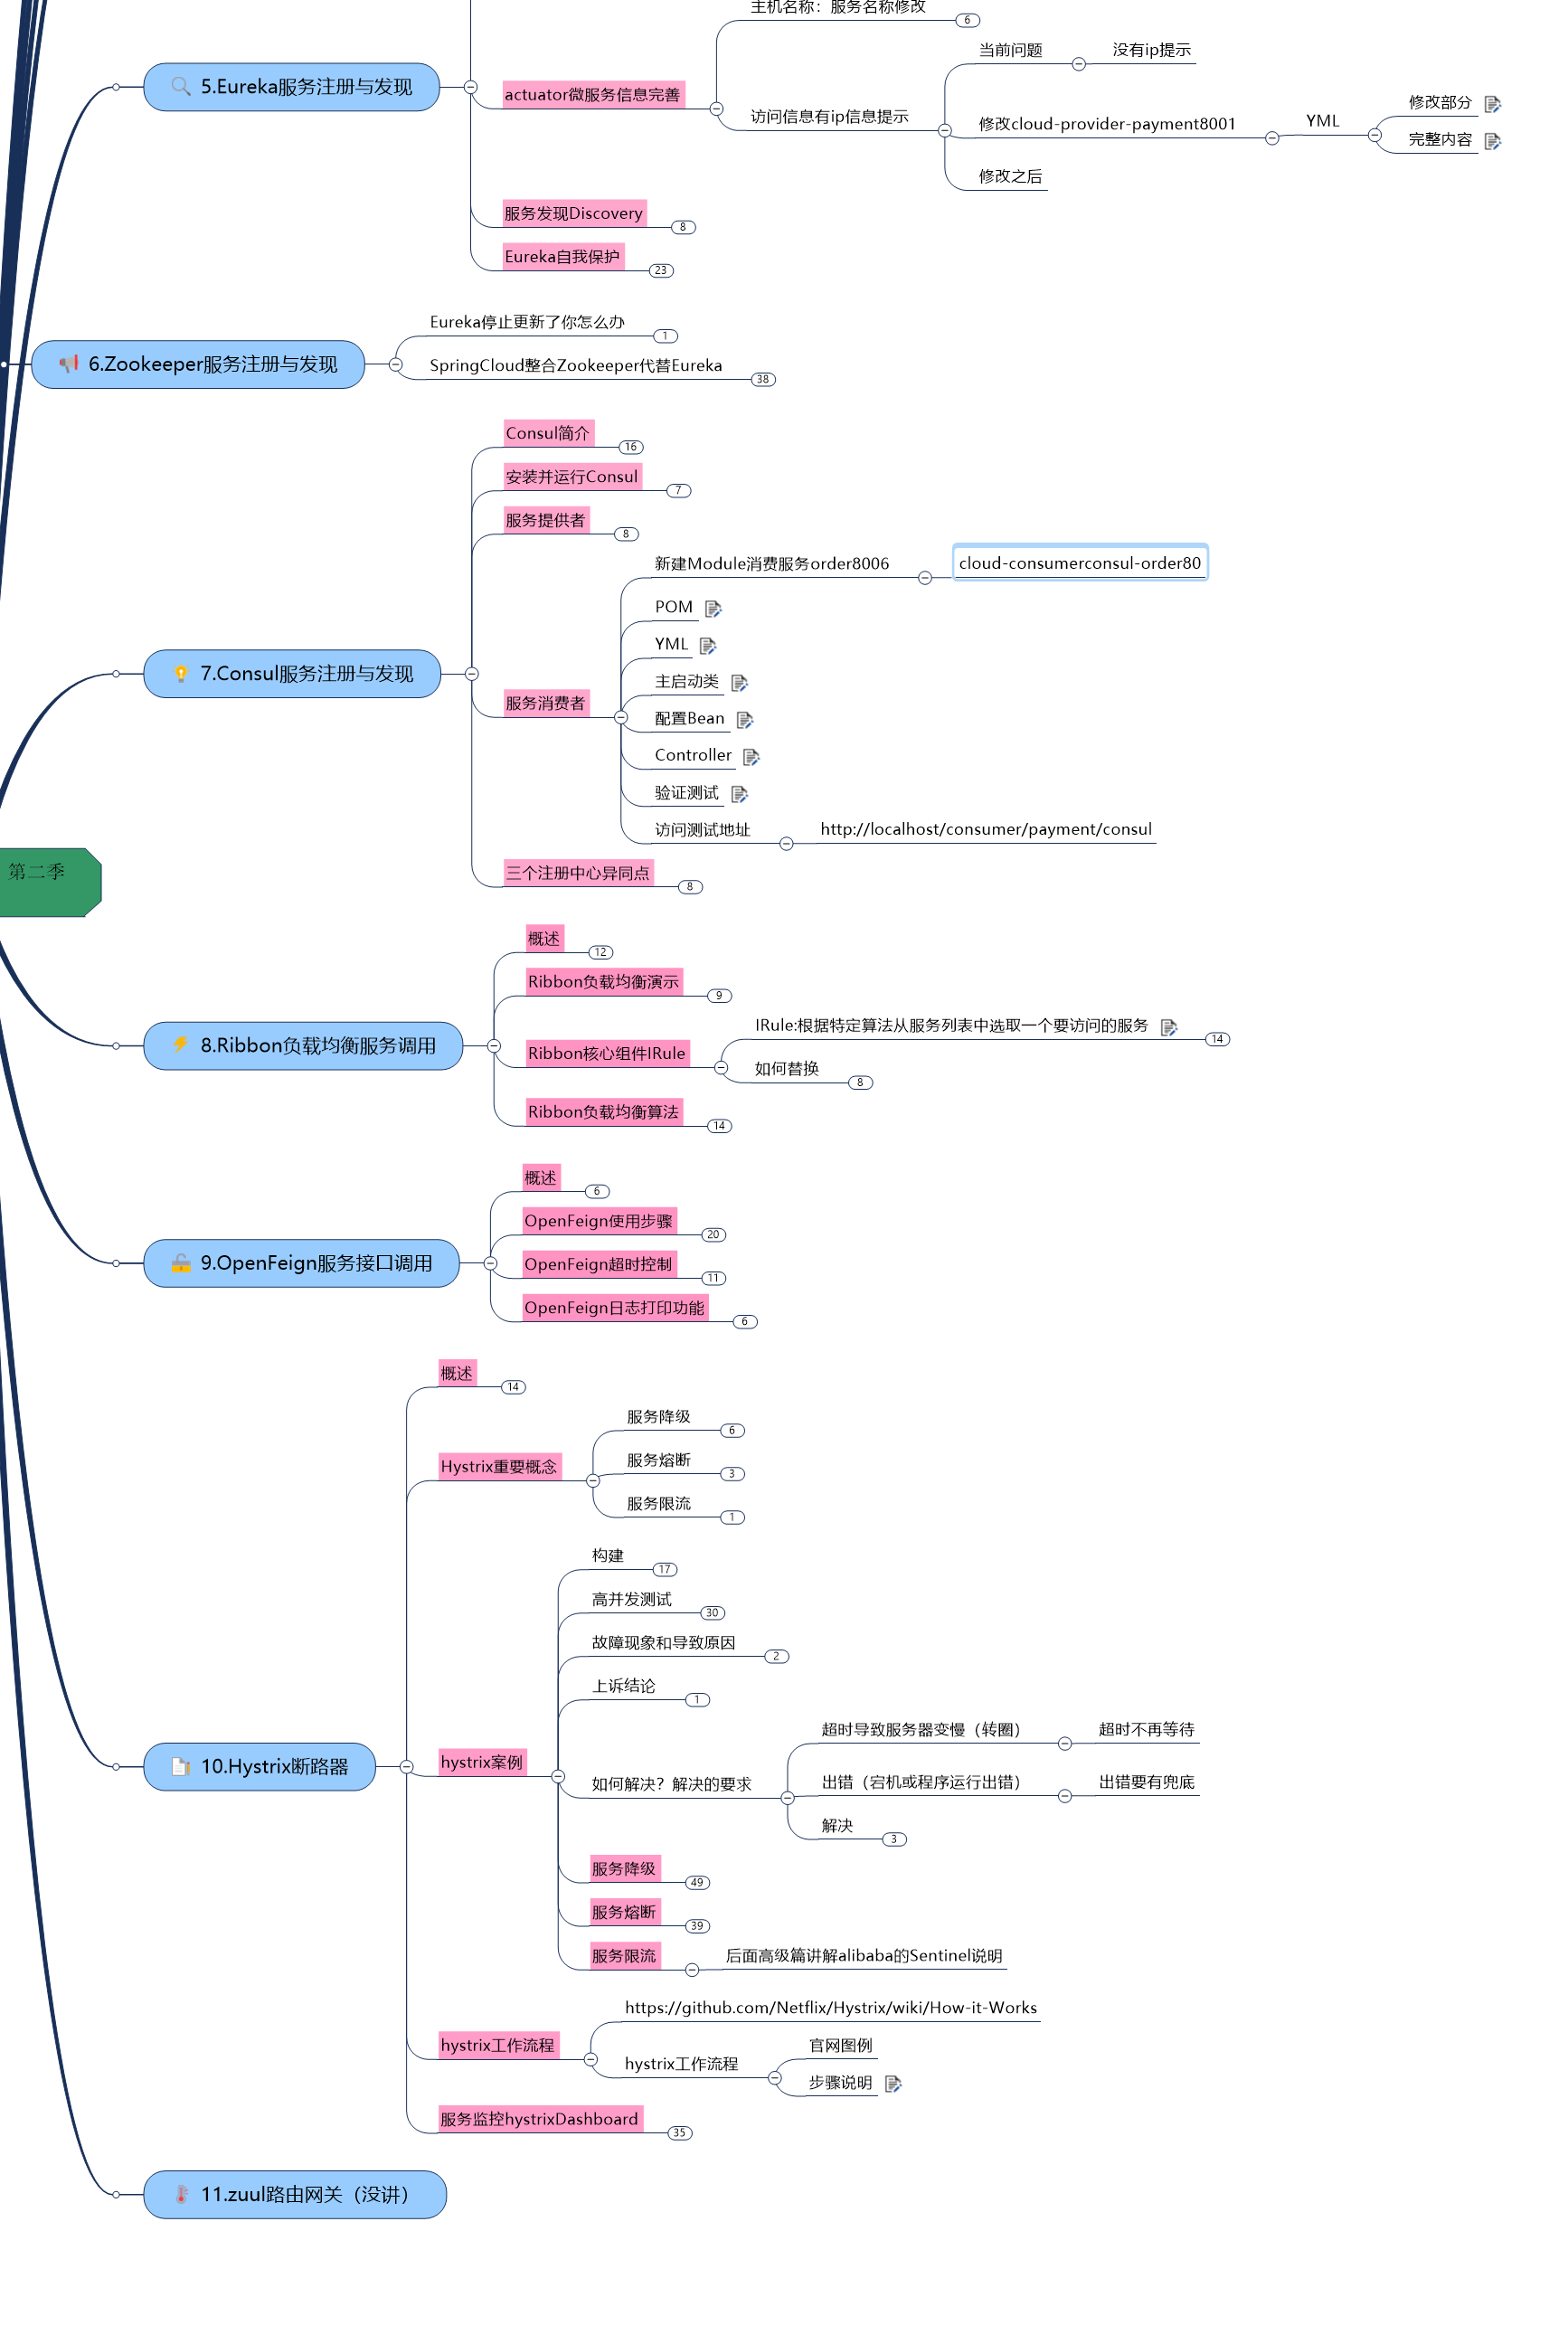 主机名称：服务名称修改
6
当前问题
没有ip提示
5.Eureka服务注册与发现
actuator微服务信息完善
访问信息有ip信息提示
修改cloud-provider-payment8001
YML
修改部分
完整内容
修改之后
服务发现Discovery
8
Eureka自我保护
23
Eureka停止更新了你怎么办
1
6.Zookeeper服务注册与发现
SpringCloud整合Zookeeper代替Eureka
38
Consul简介
16
安装并运行Consul
7
服务提供者
8
新建Module消费服务order8006
cloud-consumerconsul-order80
POM
YML
7.Consul服务注册与发现
主启动类
服务消费者
配置Bean
Controller
验证测试
访问测试地址
http://localhost/consumer/payment/consul
第二季
三个注册中心异同点
8
概述
12
Ribbon负载均衡演示
9
8.Ribbon负载均衡服务调用
Ribbon核心组件IRule
IRule:根据特定算法从服务列表中选取一个要访问的服务
14
如何替换
8
Ribbon负载均衡算法
14
概述
6
OpenFeign使用步骤
20
9.OpenFeign服务接口调用
OpenFeign超时控制
11
OpenFeign日志打印功能
6
概述
14
Hystrix重要概念
服务降级
6
服务熔断
3
服务限流
1
构建
17
高并发测试
30
故障现象和导致原因
2
上诉结论
1
10.Hystrix断路器
hystrix案例
如何解决？解决的要求
超时导致服务器变慢（转圈）
超时不再等待
出错（宕机或程序运行出错）
出错要有兜底
解决
3
服务降级
49
服务熔断
39
服务限流
后面高级篇讲解alibaba的Sentinel说明
hystrix工作流程
https://github.com/Netflix/Hystrix/wiki/How-it-Works
hystrix工作流程
官网图例
步骤说明
服务监控hystrixDashboard
35
11.zuul路由网关（没讲）